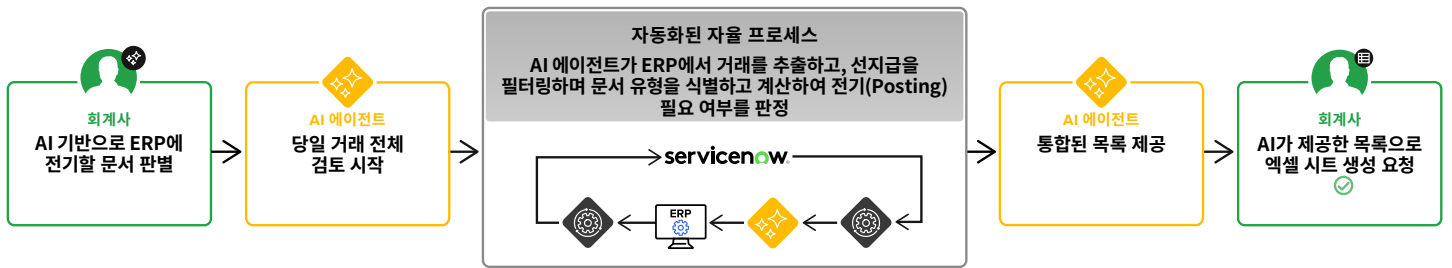 회계사
AI 기반으로 ERP에
전기할 문서 판별
AI 에이전트
당일 거래 전체
검토 시작
자동화된 자율 프로세스
AI 에이전트가 ERP에서 거래를 추출하고, 선지급을
필터링하며 문서 유형을 식별하고 계산하여 전기(Posting)
필요 여부를 판정
servicenow
ERP
AI 에이전트
통합된 목록 제공
회계사
AI가 제공한 목록으로
엑셀 시트 생성 요청